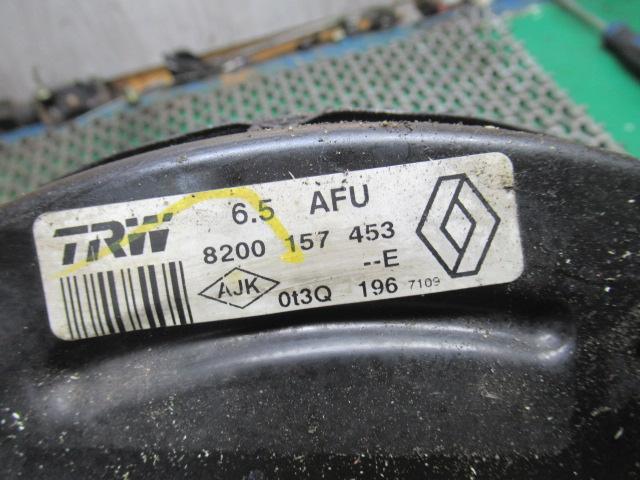 6.5 AFU
TRW
8200 157 453
--E
AJK 0t3Q 196 7109